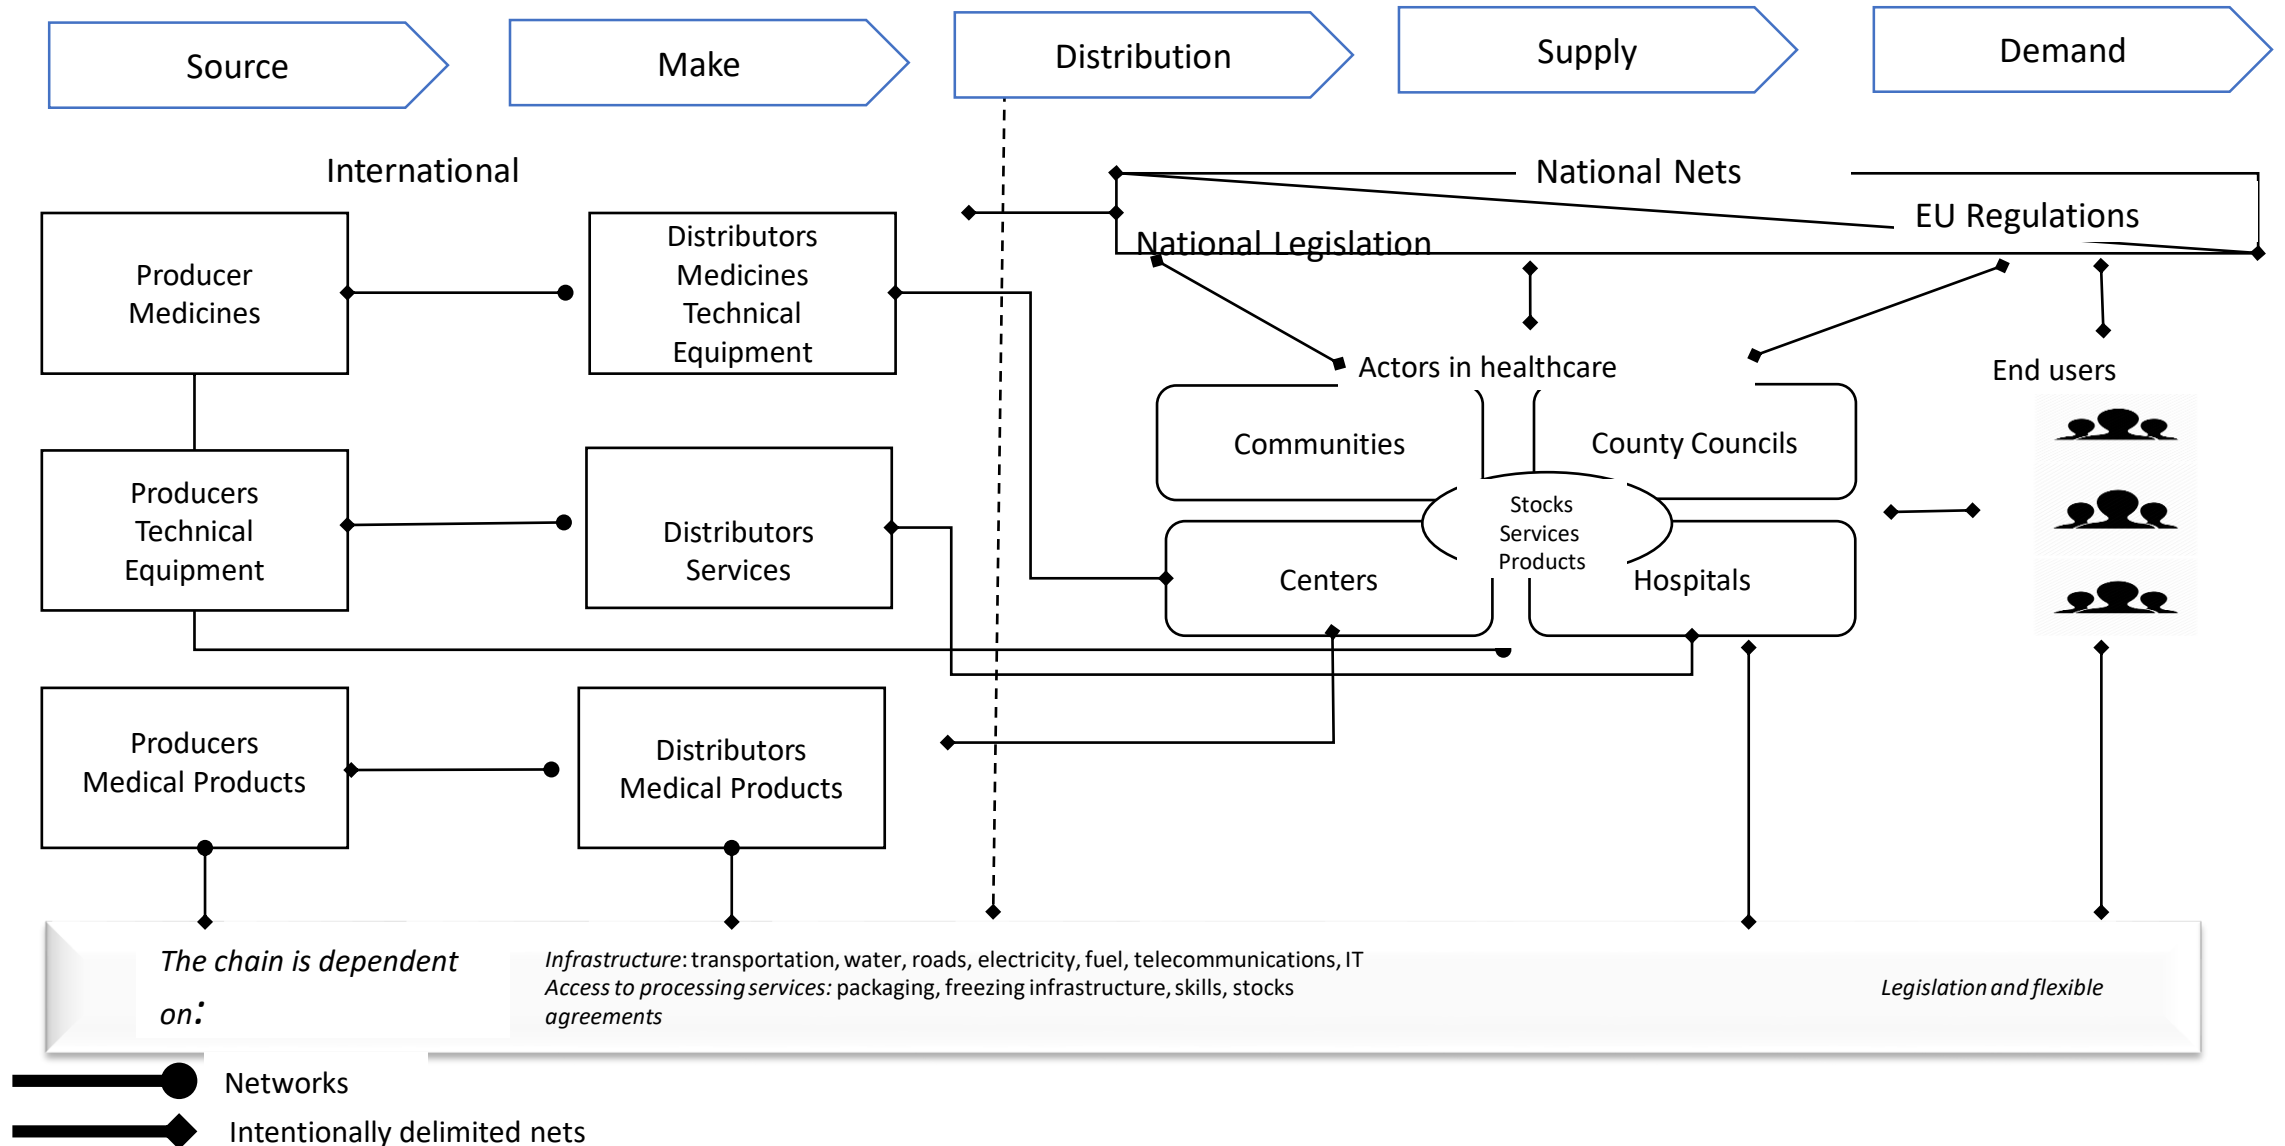 Source
Make
Distribution
Supply
Demand
International
National Nets
EU Regulations
National Legislation
Producer
Medicines
Distributors
Medicines
Technical
Equipment
Actors in healthcare
End users
Communities
County Councils
Producers
Technical
Equipment
Distributors
Services
Stocks
Services
Products
Centers
Hospitals
Producers
Medical Products
Distributors
Medical Products
The chain is dependent
on:
Infrastructure: transportation, water, roads, electricity, fuel, telecommunications, IT
Access to processing services: packaging, freezing infrastructure, skills, stocks
agreements
Legislation and flexible
Networks
Intentionally delimited nets